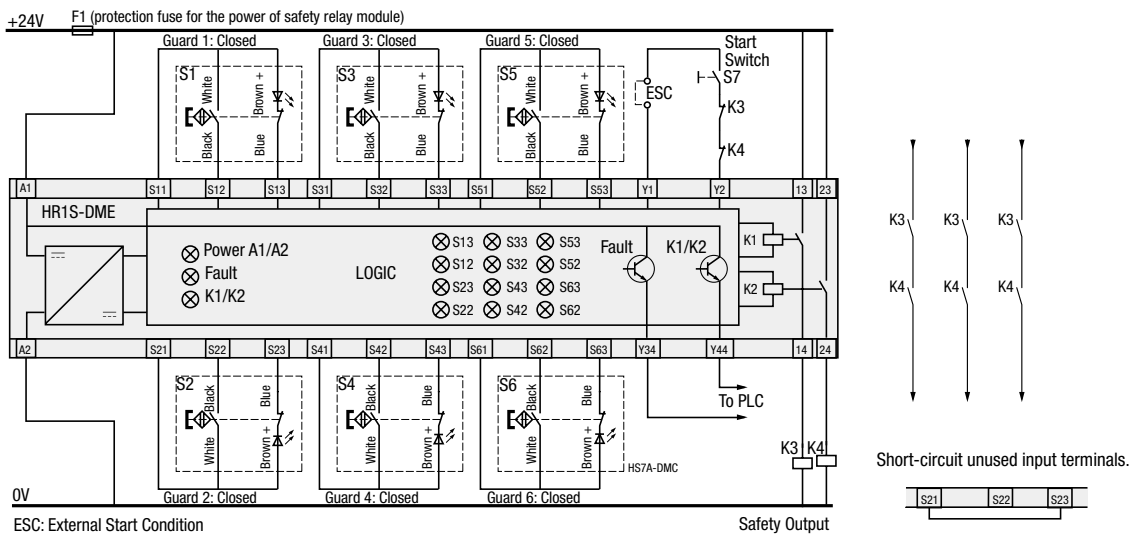 +24V F1 (protection fuse for the power of safety relay module)
Guard 1: Closed Guard 3: Closed Guard 5: Closed Start
Switch
S1 White Brown + S3 White Brown + S5 White Brown + ESC S7
K3
Black Blue Black Blue Black Blue K4
A1 S11 S12 S13 S31 S32 S33 S51 S52 S53 Y1 Y2 13 23
HR1S-DME
Power A1/A2
Fault
K1/K2
LOGIC
S13 S33 S53
S12 S32 S52
S23 S43 S63
S22 S42 S62
Fault K1/K2 K1
K2
A2 S21 S22 S23 S41 S42 S43 S61 S62 S63 Y34 Y44 14 24
S2 Black Blue S4 Black Blue S6 Black Blue
To PLC
White Brown + White Brown + White Brown +
HS7A-DMC
K3 K4
0V Guard 2: Closed Guard 4: Closed Guard 6: Closed
ESC: External Start Condition Safety Output
K3 K3 K3
K4 K4 K4
Short-circuit unused input terminals.
S21 S22 S23